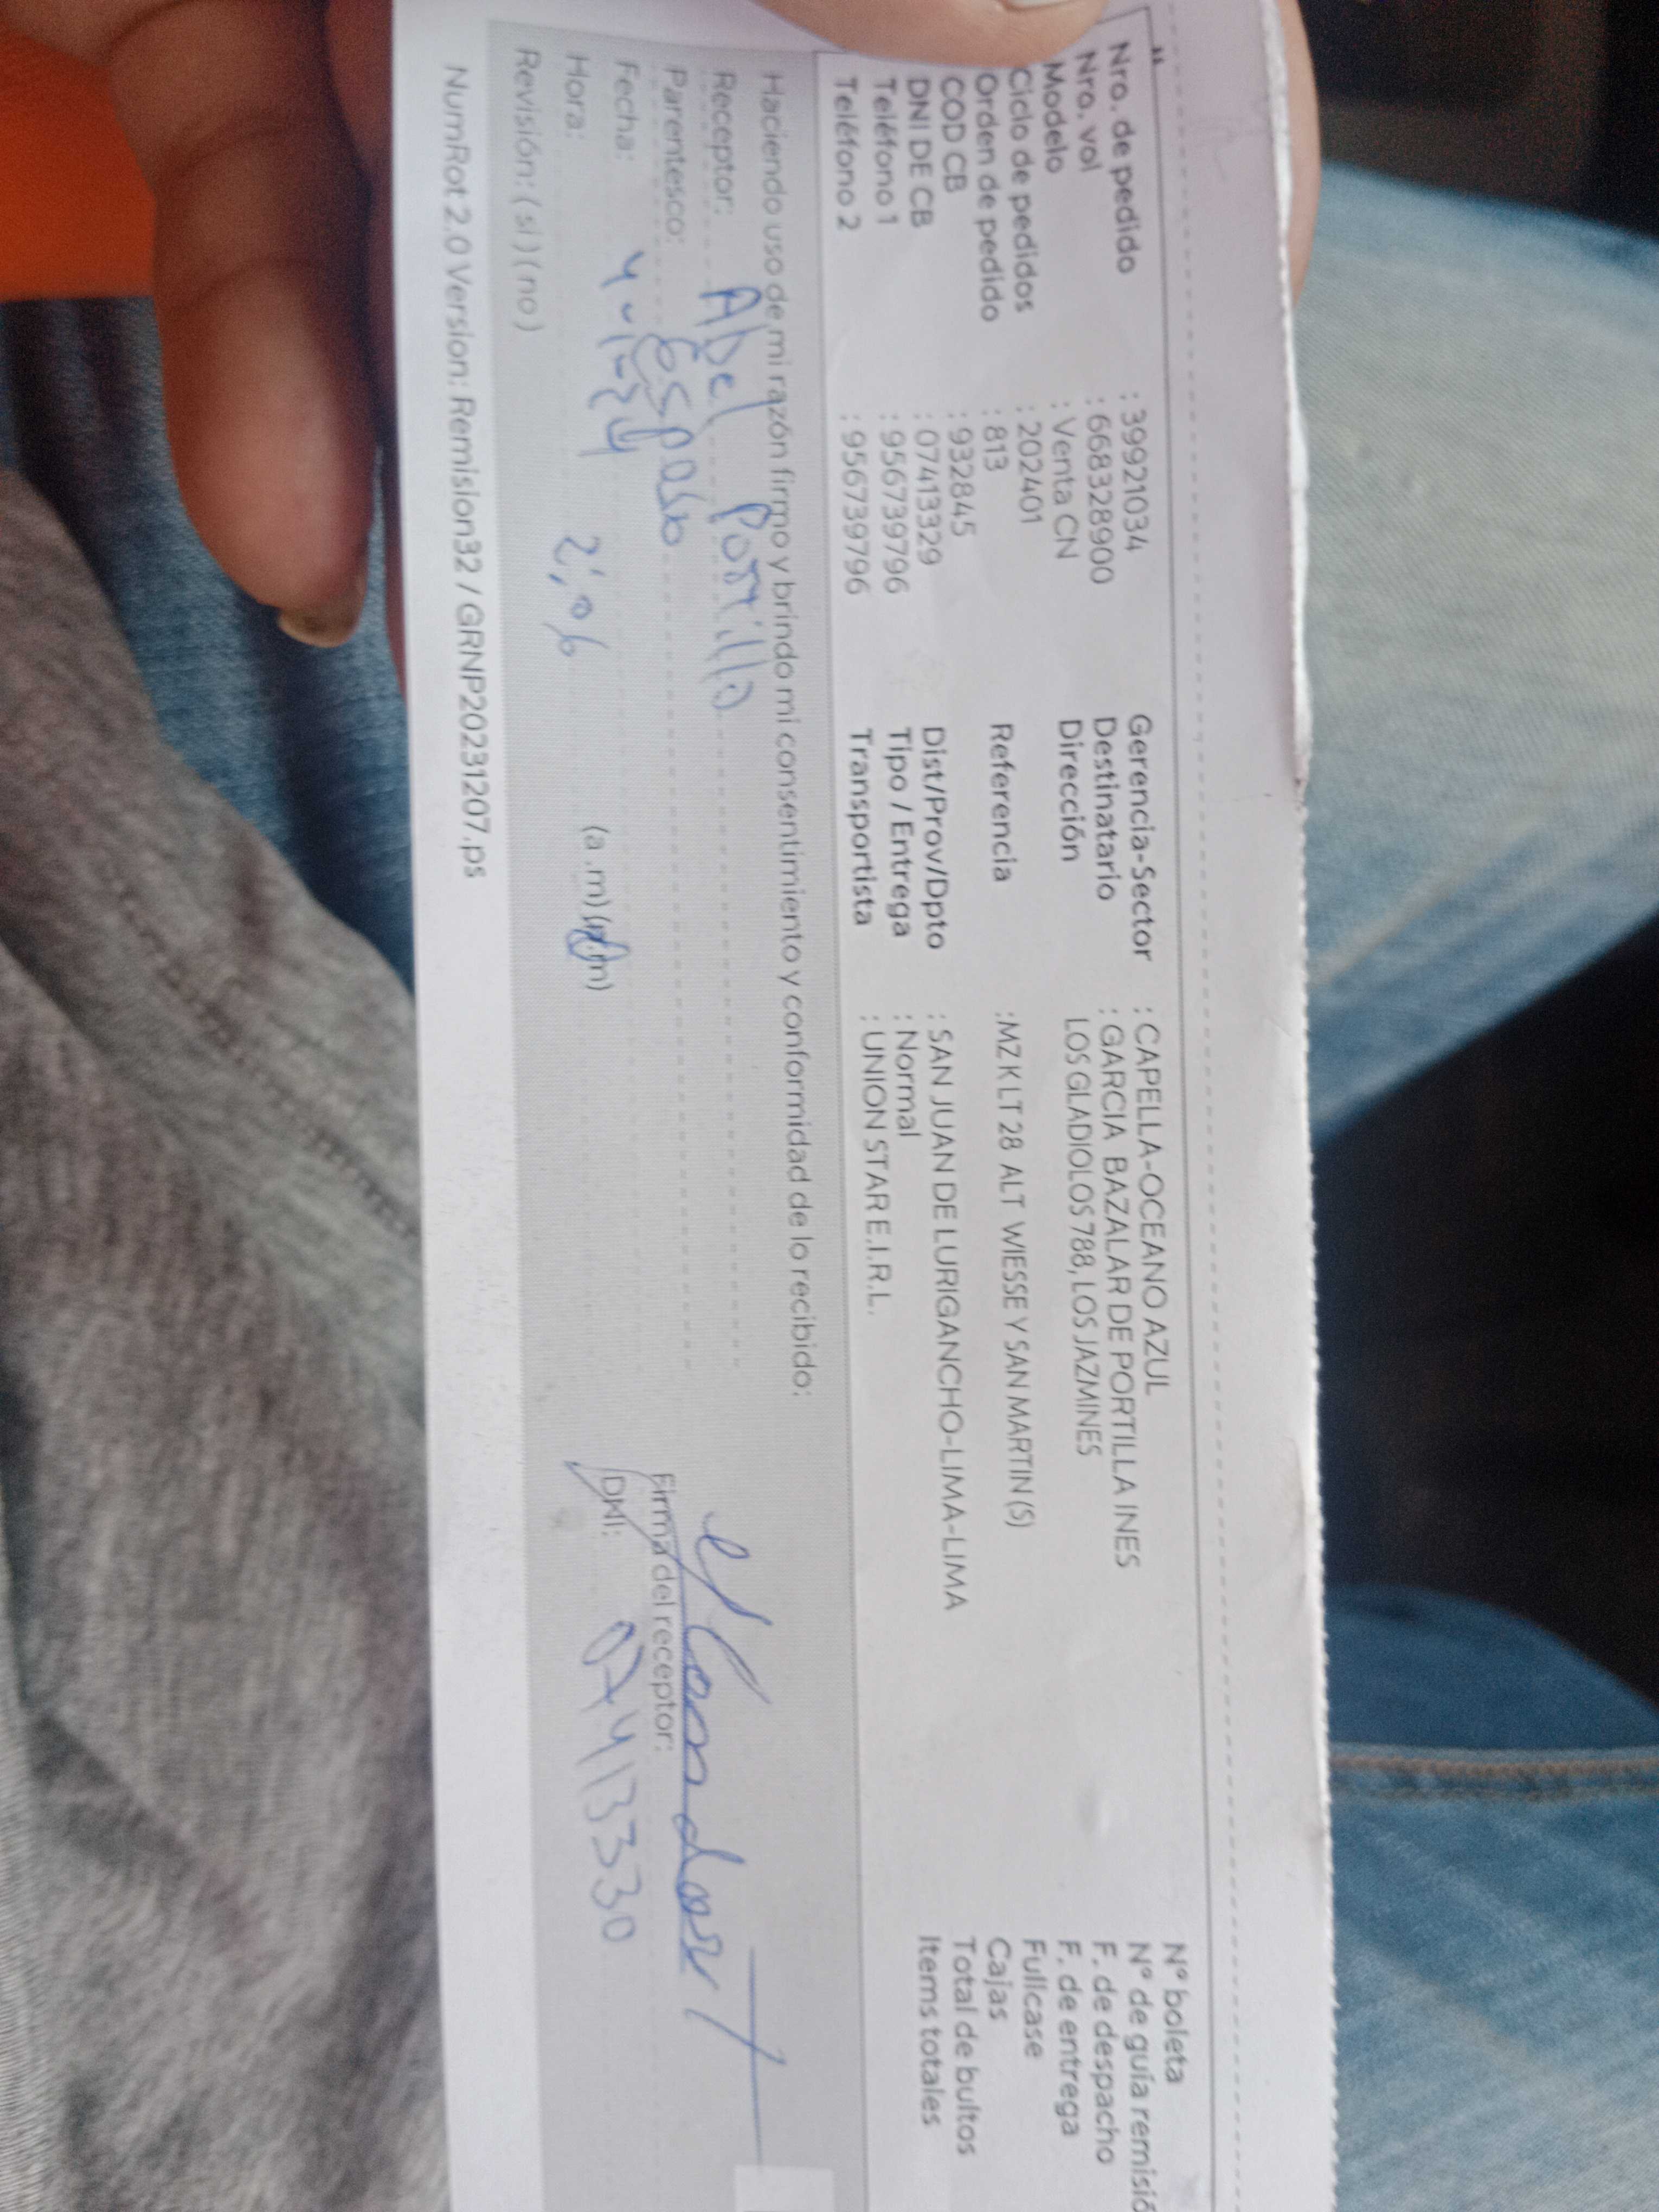 Nro. de pedido : 39921034 Gerencia-Sector : CAPELLA-OCEANO AZUL Nº boleta
Nro. vol : 668328900 Destinatario : GARCIA BAZALAR DE PORTILLA INES Nº de guía remisió
Modelo : Venta CN Dirección LOS GLADIOLOS 788, LOS JAZMINES F. de despacho
Ciclo de pedidos : 202401 F. de entrega
Orden de pedido : 813 Referencia :MZ K LT 28 ALT WIESSE Y SAN MARTIN (S) Fullcase
COD CB : 932845 Cajas
DNI DE CB : 07413329 Dist/Prov/Dpto : SAN JUAN DE LURIGANCHO-LIMA-LIMA Total de bultos
Teléfono 1 : 956739796 Tipo / Entrega : Normal Items totales
Teléfono 2 : 956739796 Transportista : UNION STAR E.I.R.L.
Haciendo uso de mi razón firmo y brindo mi consentimiento y conformidad de lo recibido:
Receptor: Abel Portillo
Parentesco: Esposo Firma del receptor:
Fecha: 4-1-24 DNI: 07413330
Hora: 2:06 (a.m) (p.m)
Revisión: ( si ) ( no )
NumRot 2.0 Version: Remision32 / GRNP20231207.ps